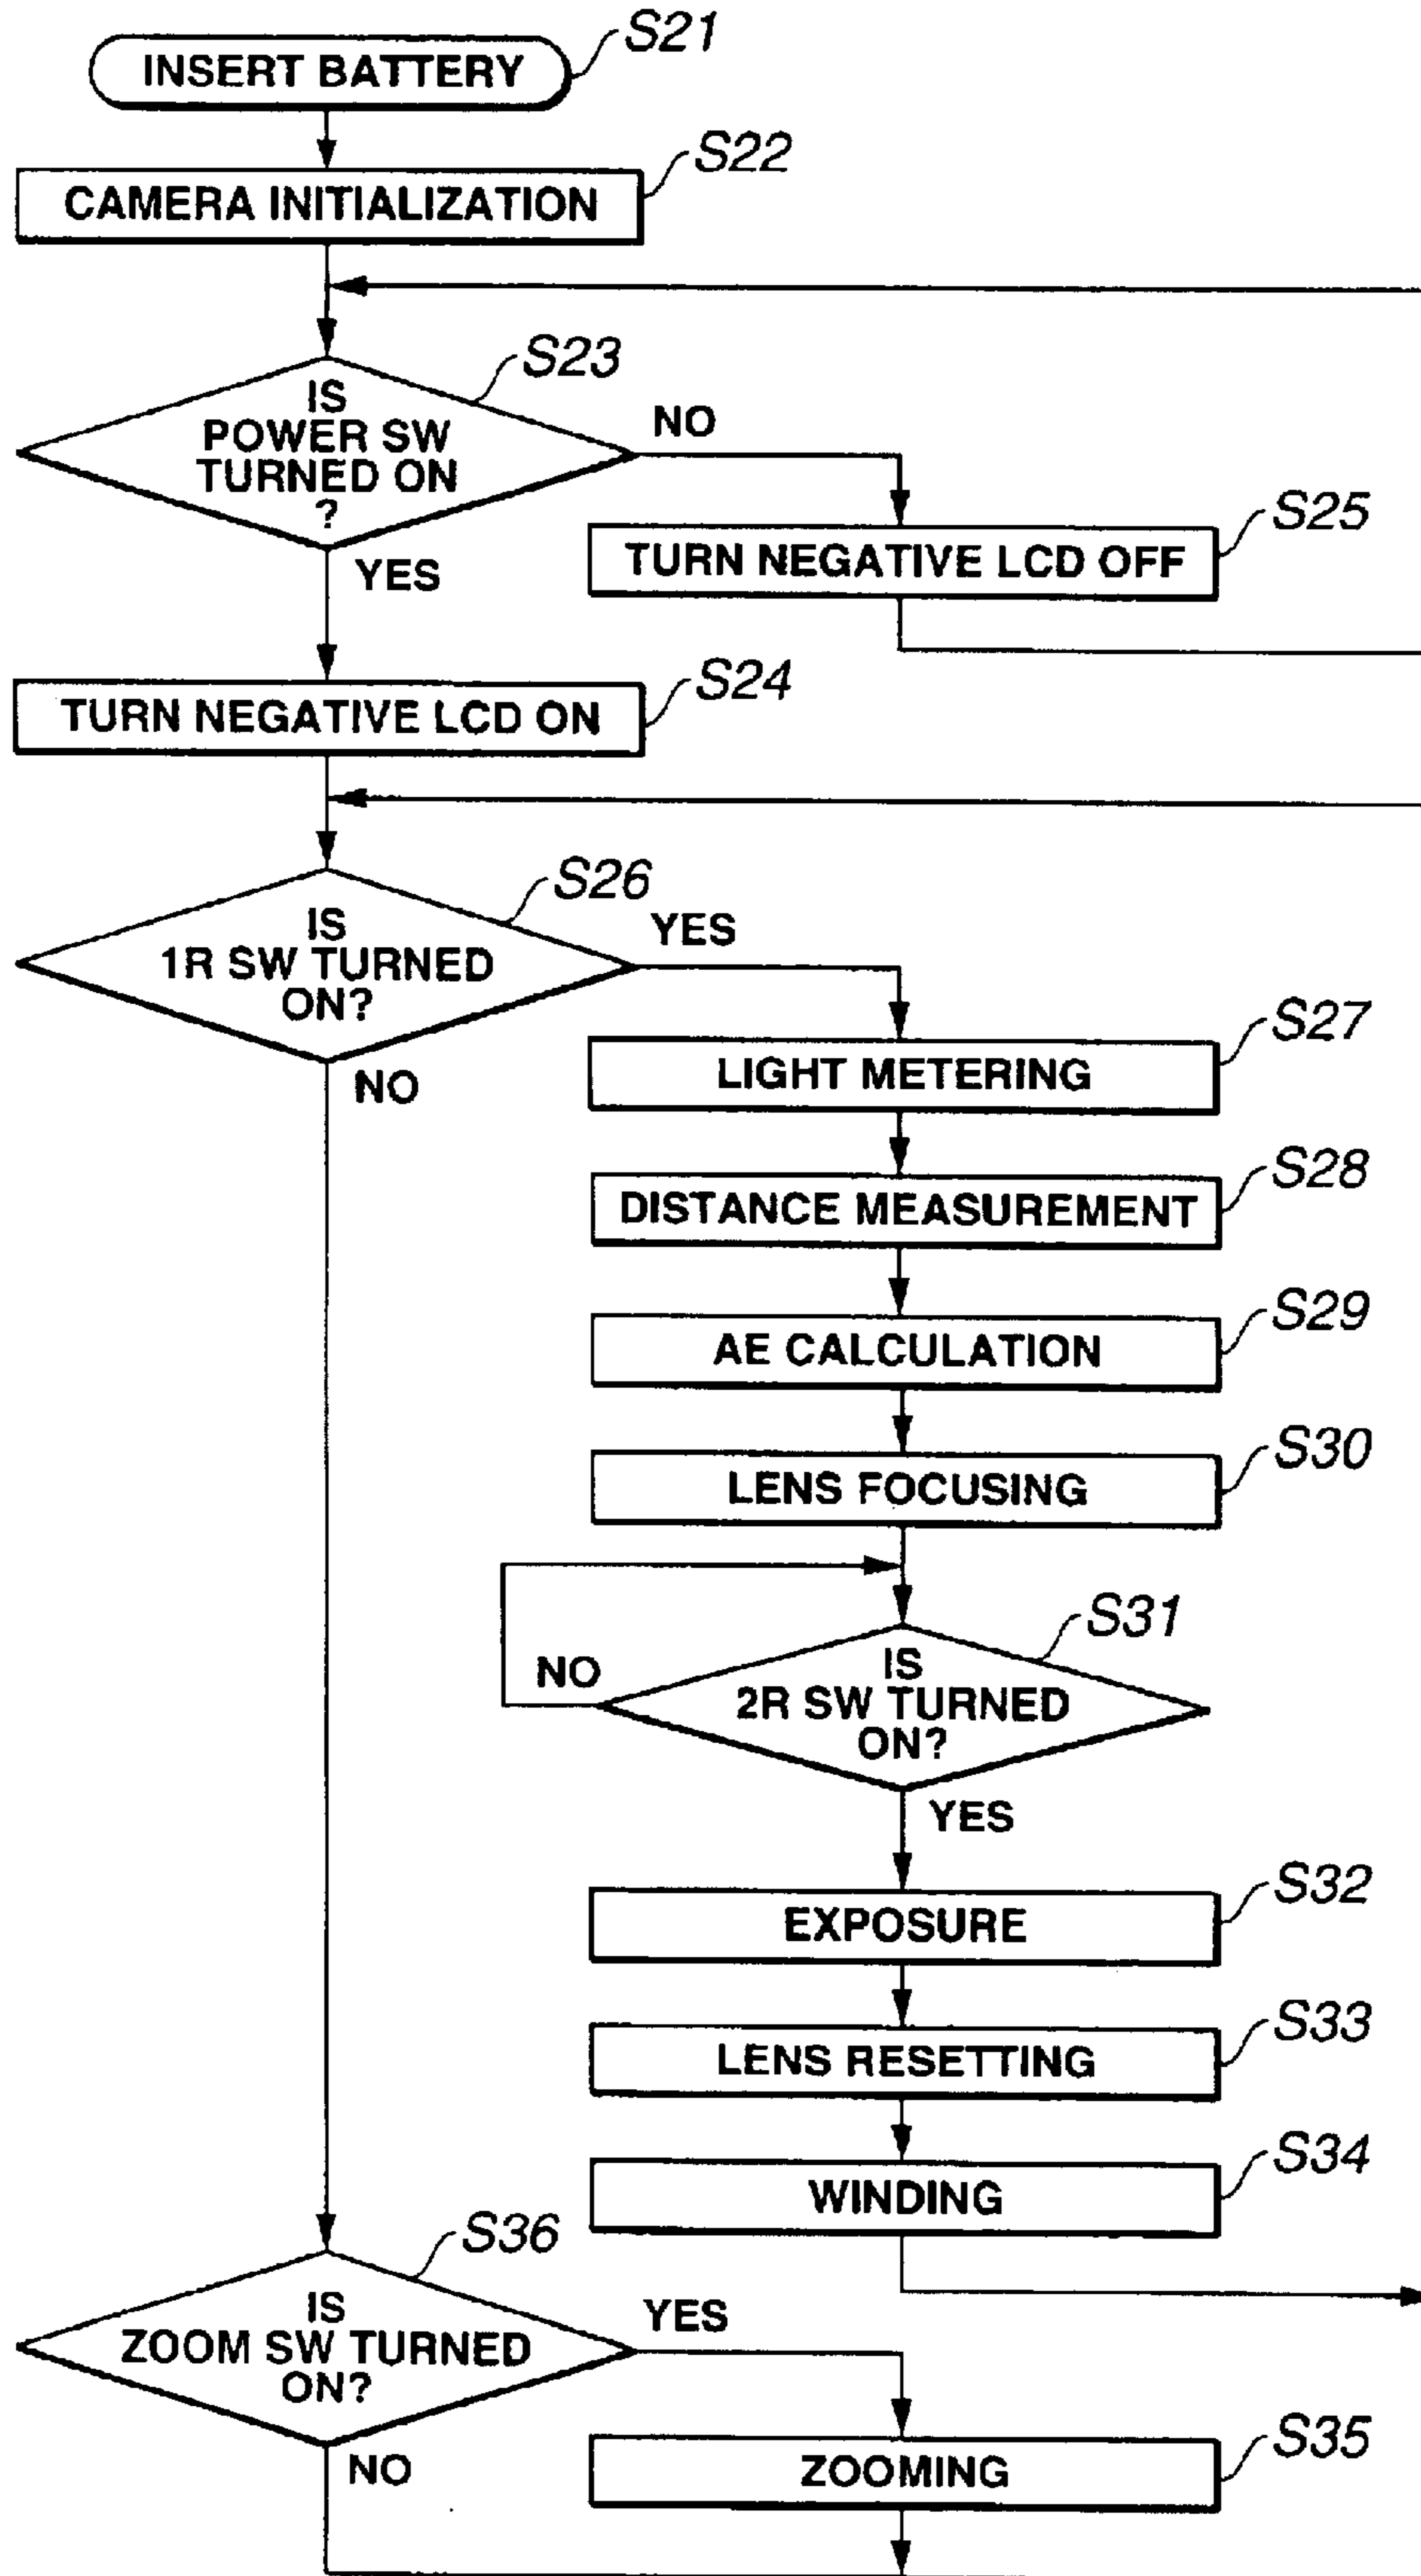 S21
INSERT BATTERY
S22
CAMERA INITIALIZATION
S23
IS
POWER SW
TURNED ON
?
NO
YES
S25
TURN NEGATIVE LCD OFF
S24
TURN NEGATIVE LCD ON
S26
IS
1R SW TURNED
ON?
YES
NO
S27
LIGHT METERING
S28
DISTANCE MEASUREMENT
S29
AE CALCULATION
S30
LENS FOCUSING
S31
IS
2R SW TURNED
ON?
NO
YES
S32
EXPOSURE
S33
LENS RESETTING
S34
WINDING
S36
IS
ZOOM SW TURNED
ON?
YES
NO
S35
ZOOMING